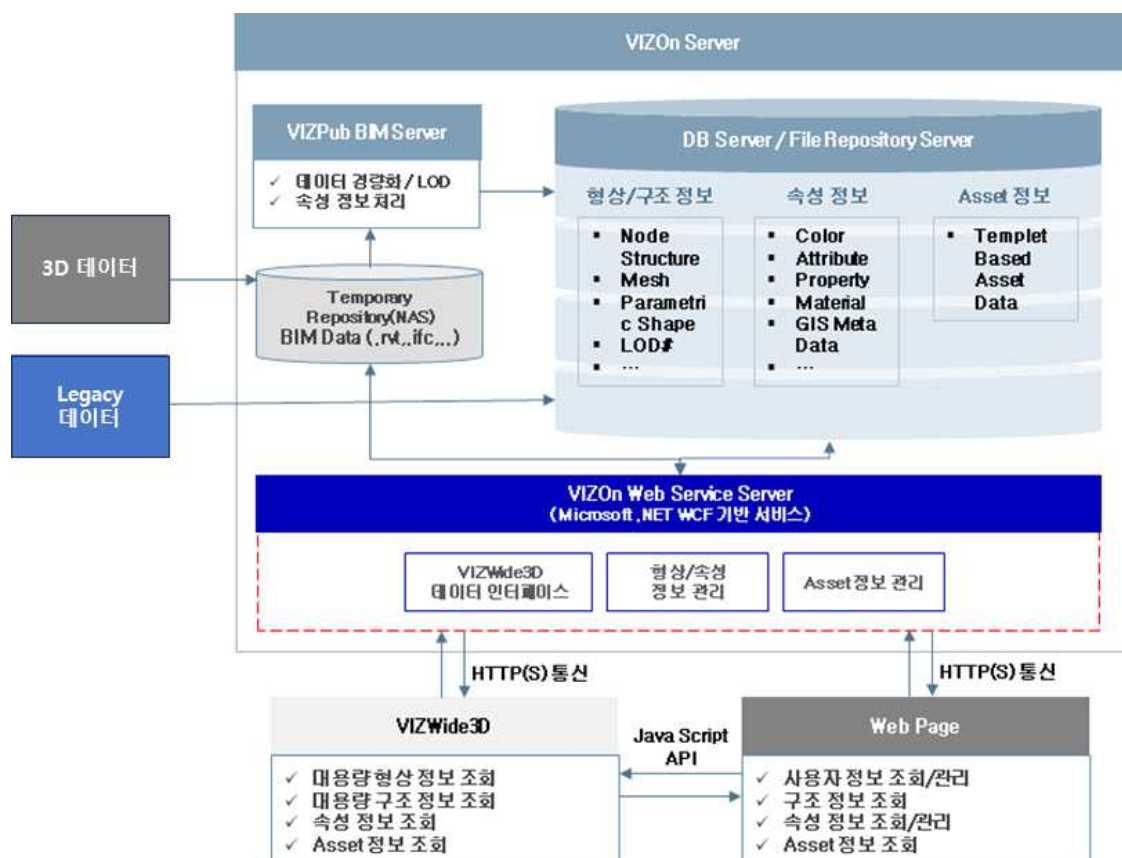 VIZOn Server
VIZPub BIM Server
✓ 데이터 경량화 / LOD
✓ 속성 정보 처리
DB Server / File Repository Server
형상/구조 정보
▪ Node
Structure
▪ Mesh
▪ Parametri
c Shape
▪ LOD#
▪ ...
속성 정보
▪ Color
▪ Attribute
▪ Property
▪ Material
▪ GIS Meta
Data
▪ ...
Asset 정보
▪ Templet
Based
Asset
Data
3D 데이터
Temporary
Repository(NAS)
BIM Data (.rvt,.ifc,..)
Legacy
데이터
VIZOn Web Service Server
(Microsoft .NET WCF 기반 서비스)
VIZWide3D
데이터 인터페이스
형상/속성
정보 관리
Asset 정보 관리
HTTP(S) 통신
HTTP(S) 통신
VIZWide3D
✓ 대용량 형상 정보 조회
✓ 대용량 구조 정보 조회
✓ 속성 정보 조회
✓ Asset 정보 조회
Java Script
API
Web Page
✓ 사용자 정보 조회/관리
✓ 구조 정보 조회
✓ 속성 정보 조회/관리
✓ Asset 정보 조회